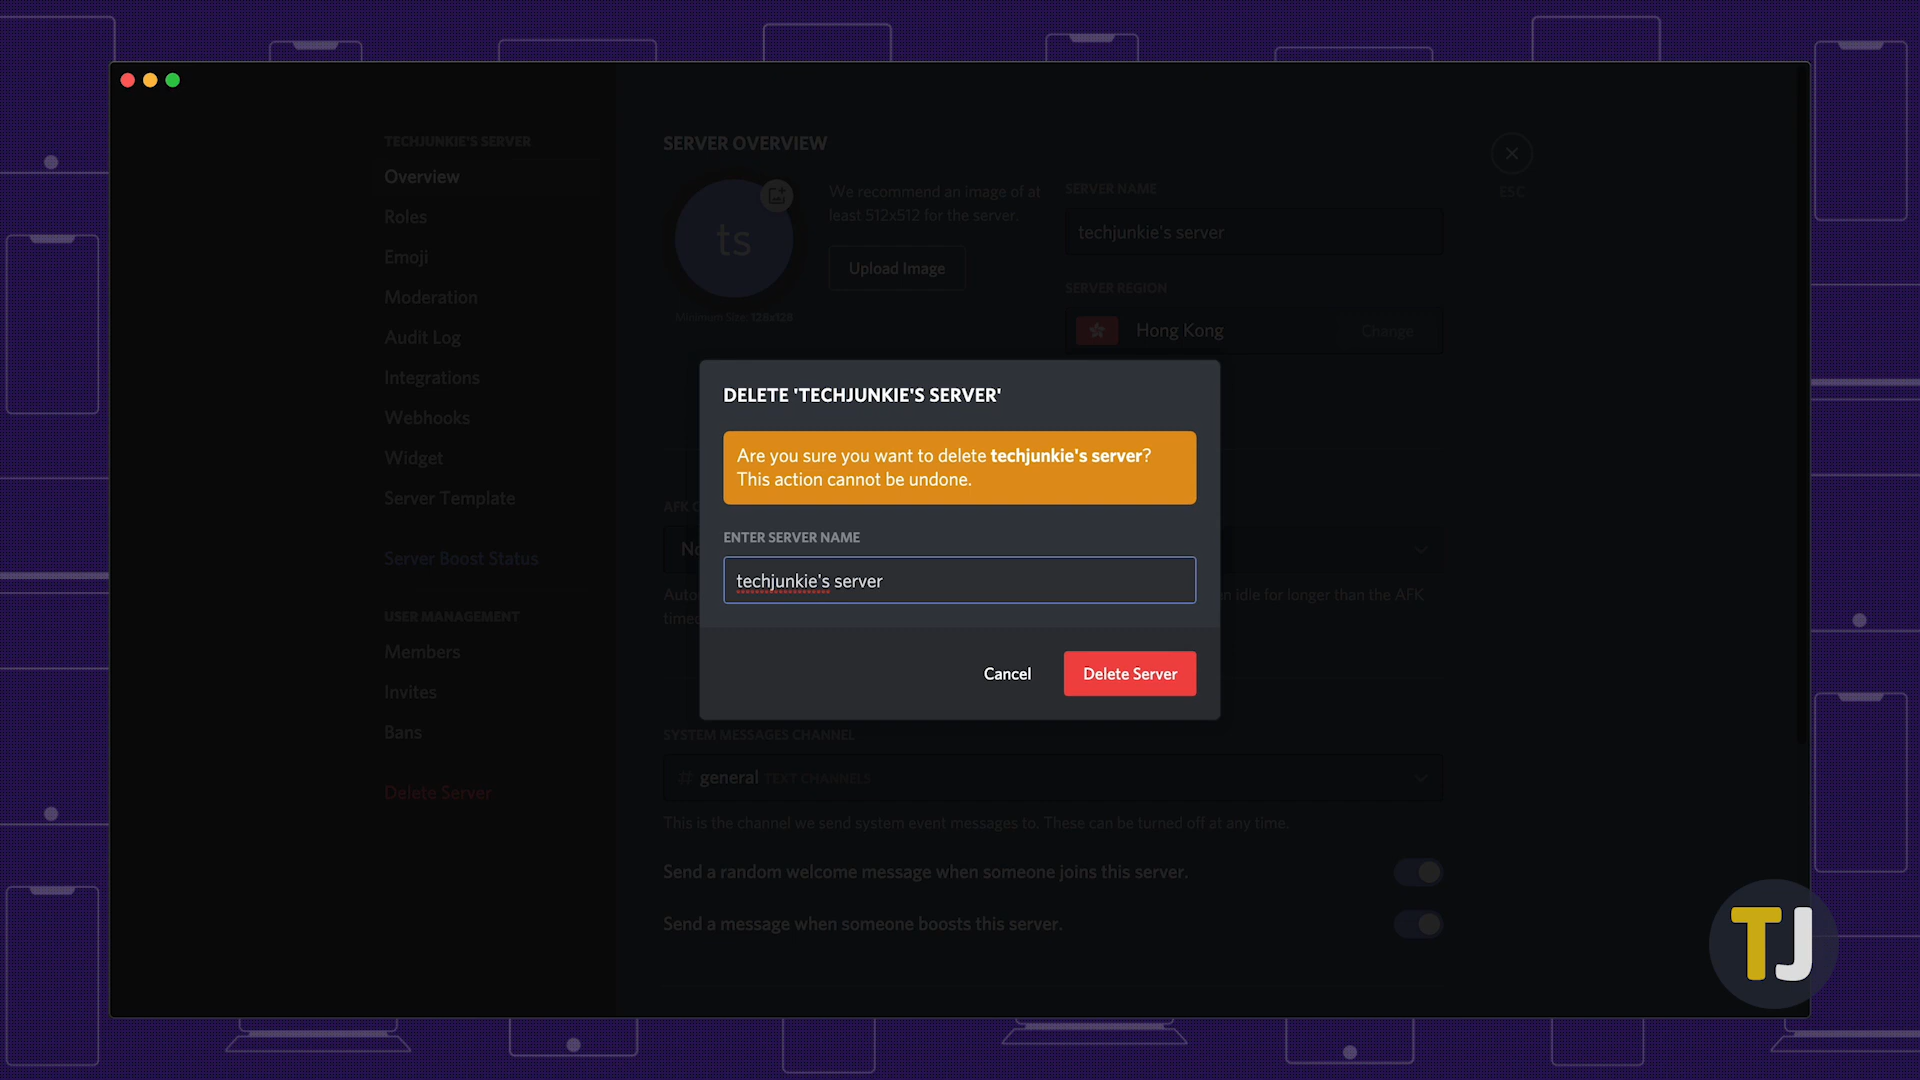 TECHJUNKIE'S SERVER
Overview
Roles
Emoji
Moderation
Audit Log
Integrations
Webhooks
Widget
Server Template
Server Boost Status
USER MANAGEMENT
Members
Invites
Bans
Delete Server
SERVER OVERVIEW
ts
Minimum Size: 128x128
We recommend an image of at
least 512x512 for the server.
Upload Image
SERVER NAME
techjunkie's server
SERVER REGION
Hong Kong
Change
ESC
DELETE 'TECHJUNKIE'S SERVER'
Are you sure you want to delete techjunkie's server?
This action cannot be undone.
ENTER SERVER NAME
techjunkie's server
Cancel
Delete Server
AFK
idle for longer than the AFK
SYSTEM MESSAGES CHANNEL
# general TEXT CHANNELS
This is the channel we send system event messages to. These can be turned off at any time.
Send a random welcome message when someone joins this server.
Send a message when someone boosts this server.
TJ